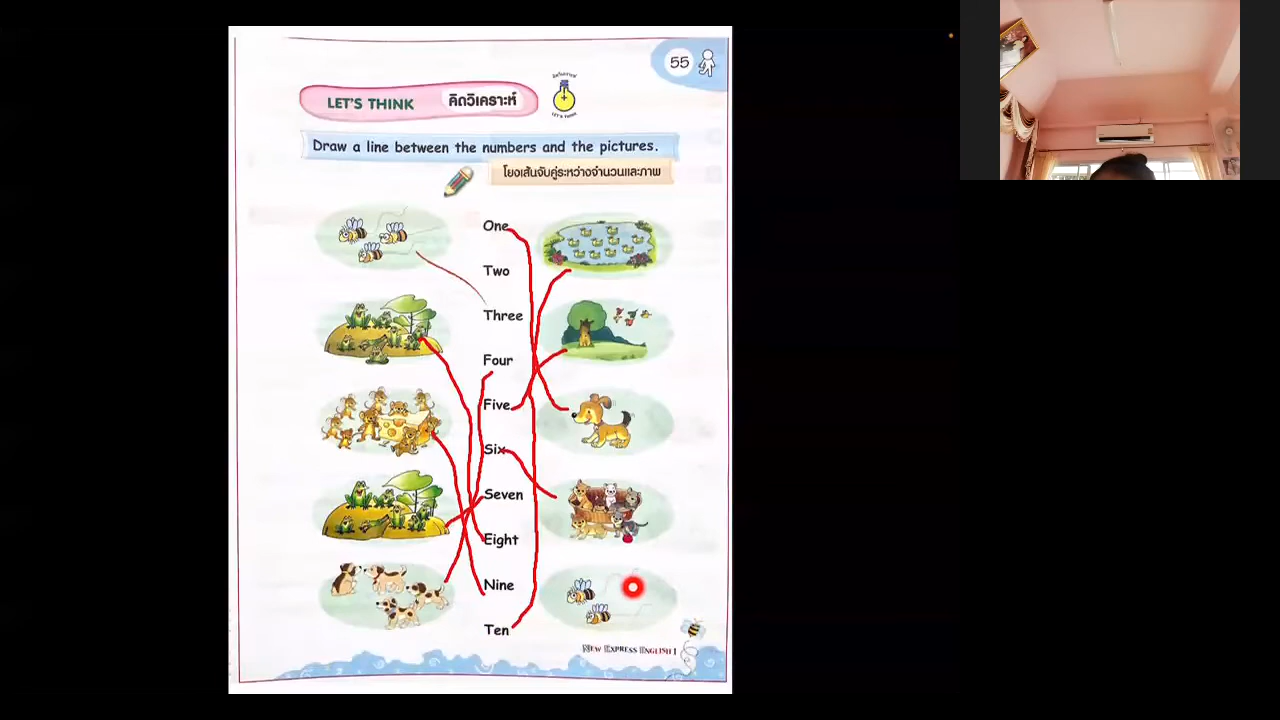 55
LET'S THINK คิดวิเคราะห์
LET'S THINK
Draw a line between the numbers and the pictures.
โยงเส้นจับคู่ระหว่างจำนวนและภาพ
One
Two
Three
Four
Five
Six
Seven
Eight
Nine
Ten
NEW EXPRESS ENGLISH 1